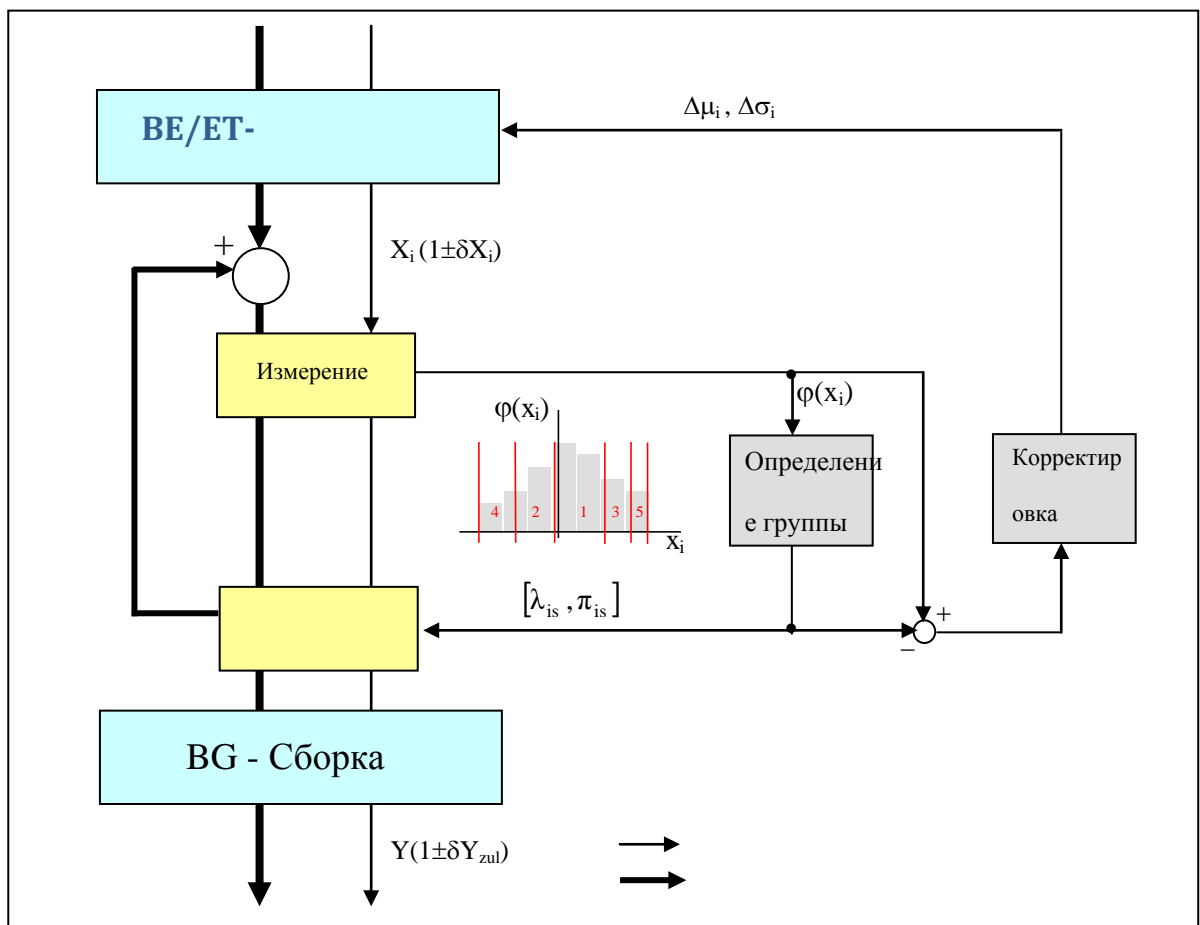 BE/ET-
Δμi , Δσi
+
Xi (1±δXi)
Измерение
φ(xi)
φ(xi)
Определени
е группы
Корректир
овка
4 2 1 3 5
xi
[λis , πis]
+
−
BG - Сборка
Y(1±δYzul)